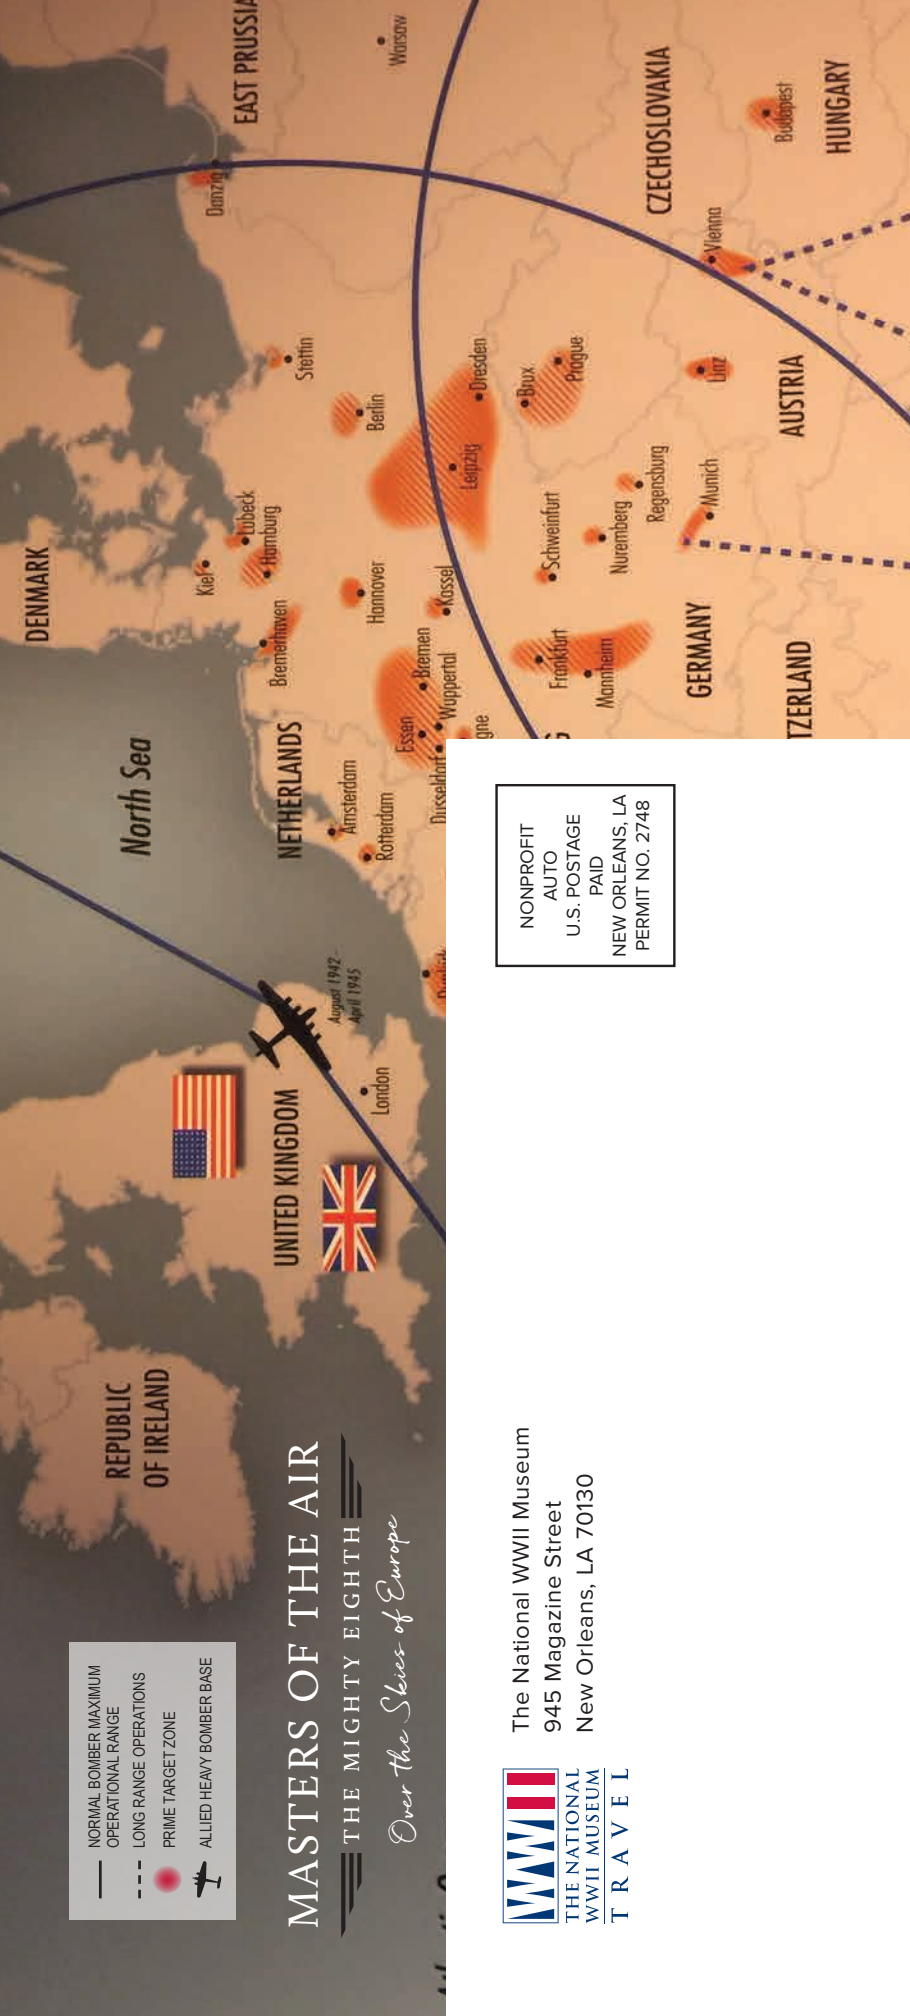 NORMAL BOMBER MAXIMUM
OPERATIONAL RANGE
LONG RANGE OPERATIONS
PRIME TARGET ZONE
ALLIED HEAVY BOMBER BASE
MASTERS OF THE AIR
THE MIGHTY EIGHTH
Over the Skies of Europe
REPUBLIC
OF IRELAND
UNITED KINGDOM
London
August 1942 -
April 1945
North Sea
DENMARK
NETHERLANDS
Amsterdam
Rotterdam
Bremerhaven
Kiel
Lubeck
Hamburg
Hannover
Essen
Bremen
Wuppertal
Düsseldorf
Kassel
Stettin
Berlin
Danzig
EAST PRUSSIA
Warsaw
Leipzig
Dresden
Brux
Prague
Schweinfurt
Frankfurt
Mannheim
Nuremberg
Regensburg
Munich
GERMANY
Linz
AUSTRIA
Vienna
CZECHOSLOVAKIA
Budapest
HUNGARY
TZERLAND
gne
NONPROFIT
AUTO
U.S. POSTAGE
PAID
NEW ORLEANS, LA
PERMIT NO. 2748
The National WWII Museum
945 Magazine Street
New Orleans, LA 70130
WWII
THE NATIONAL
WWII MUSEUM
TRAVEL